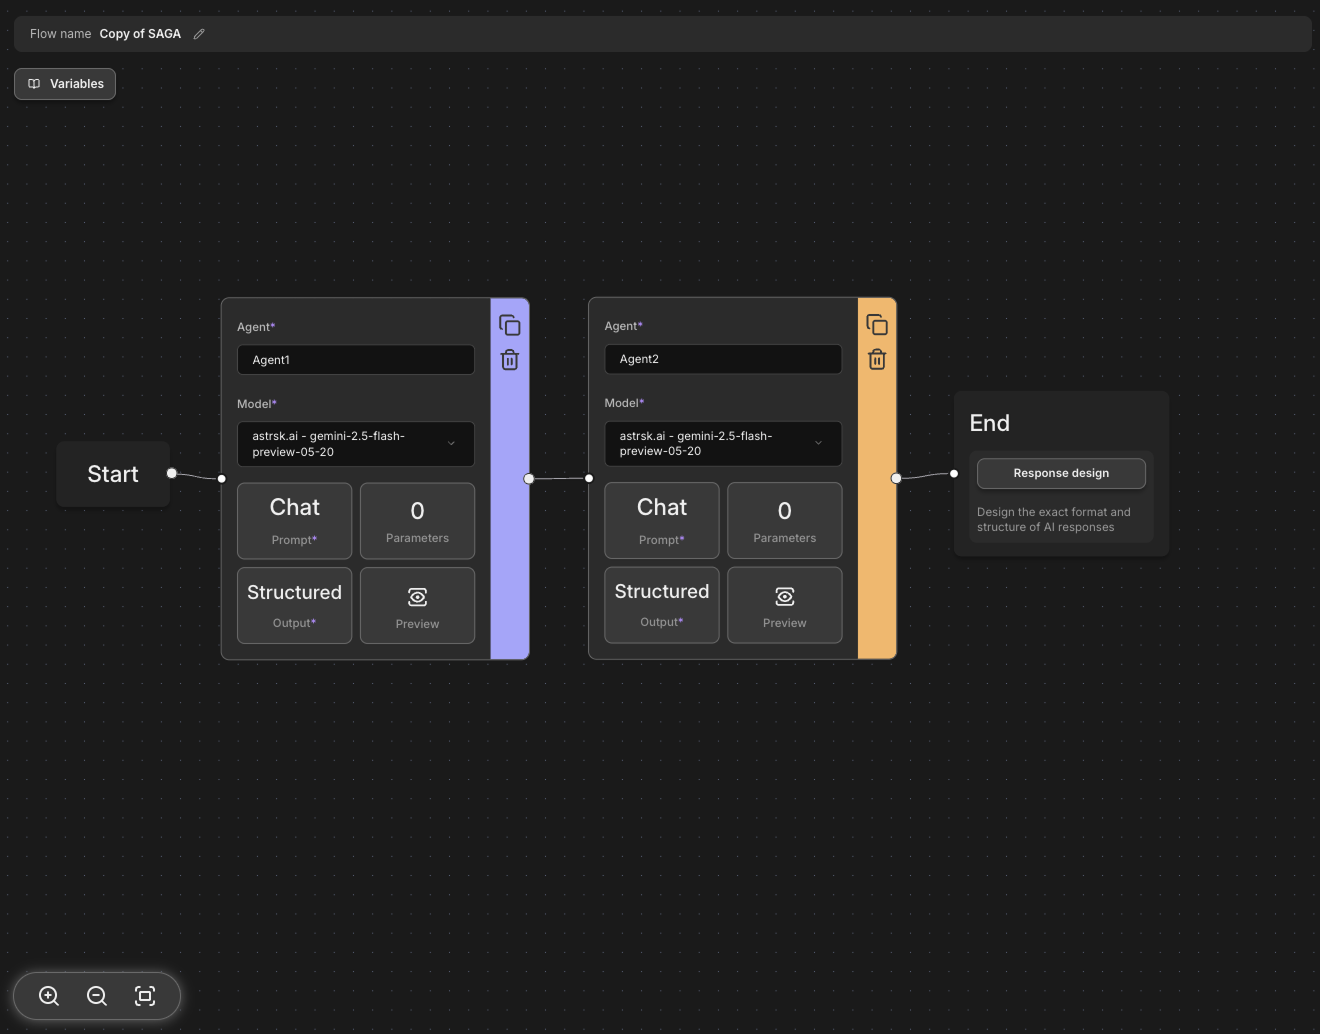 Flow name Copy of SAGA
Variables
Start
Agent*
Agent1
Model*
astrsk.ai - gemini-2.5-flash-
preview-05-20
Chat
Prompt*
0
Parameters
Structured
Output*
Preview
Agent*
Agent2
Model*
astrsk.ai - gemini-2.5-flash-
preview-05-20
Chat
Prompt*
0
Parameters
Structured
Output*
Preview
End
Response design
Design the exact format and
structure of AI responses